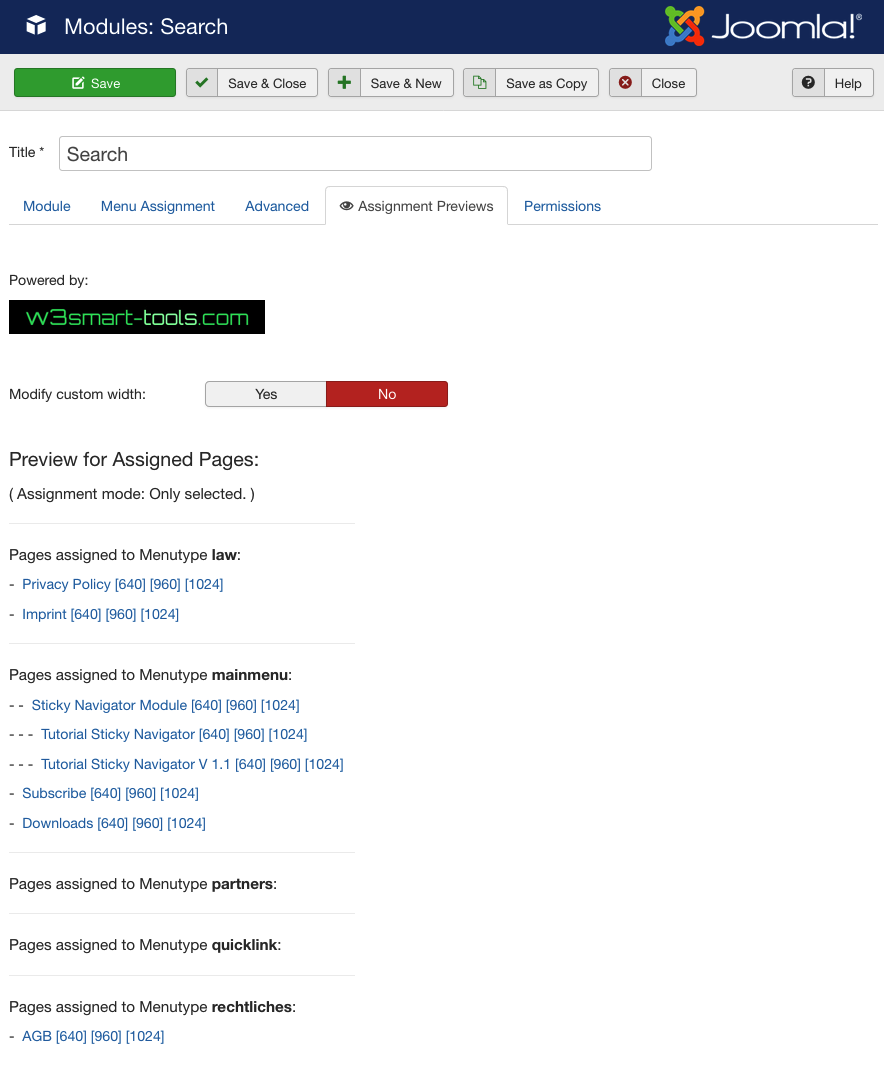 Modules: Search
Joomla!®
Save
Save & Close
Save & New
Save as Copy
Close
Help
Title *
Search
Module
Menu Assignment
Advanced
Assignment Previews
Permissions
Powered by:
w3smart-tools.com
Modify custom width:
Yes
No
Preview for Assigned Pages:
( Assignment mode: Only selected. )
Pages assigned to Menutype law:
- Privacy Policy [640] [960] [1024]
- Imprint [640] [960] [1024]
Pages assigned to Menutype mainmenu:
- - Sticky Navigator Module [640] [960] [1024]
- - - Tutorial Sticky Navigator [640] [960] [1024]
- - - Tutorial Sticky Navigator V 1.1 [640] [960] [1024]
- Subscribe [640] [960] [1024]
- Downloads [640] [960] [1024]
Pages assigned to Menutype partners:
Pages assigned to Menutype quicklink:
Pages assigned to Menutype rechtliches:
- AGB [640] [960] [1024]